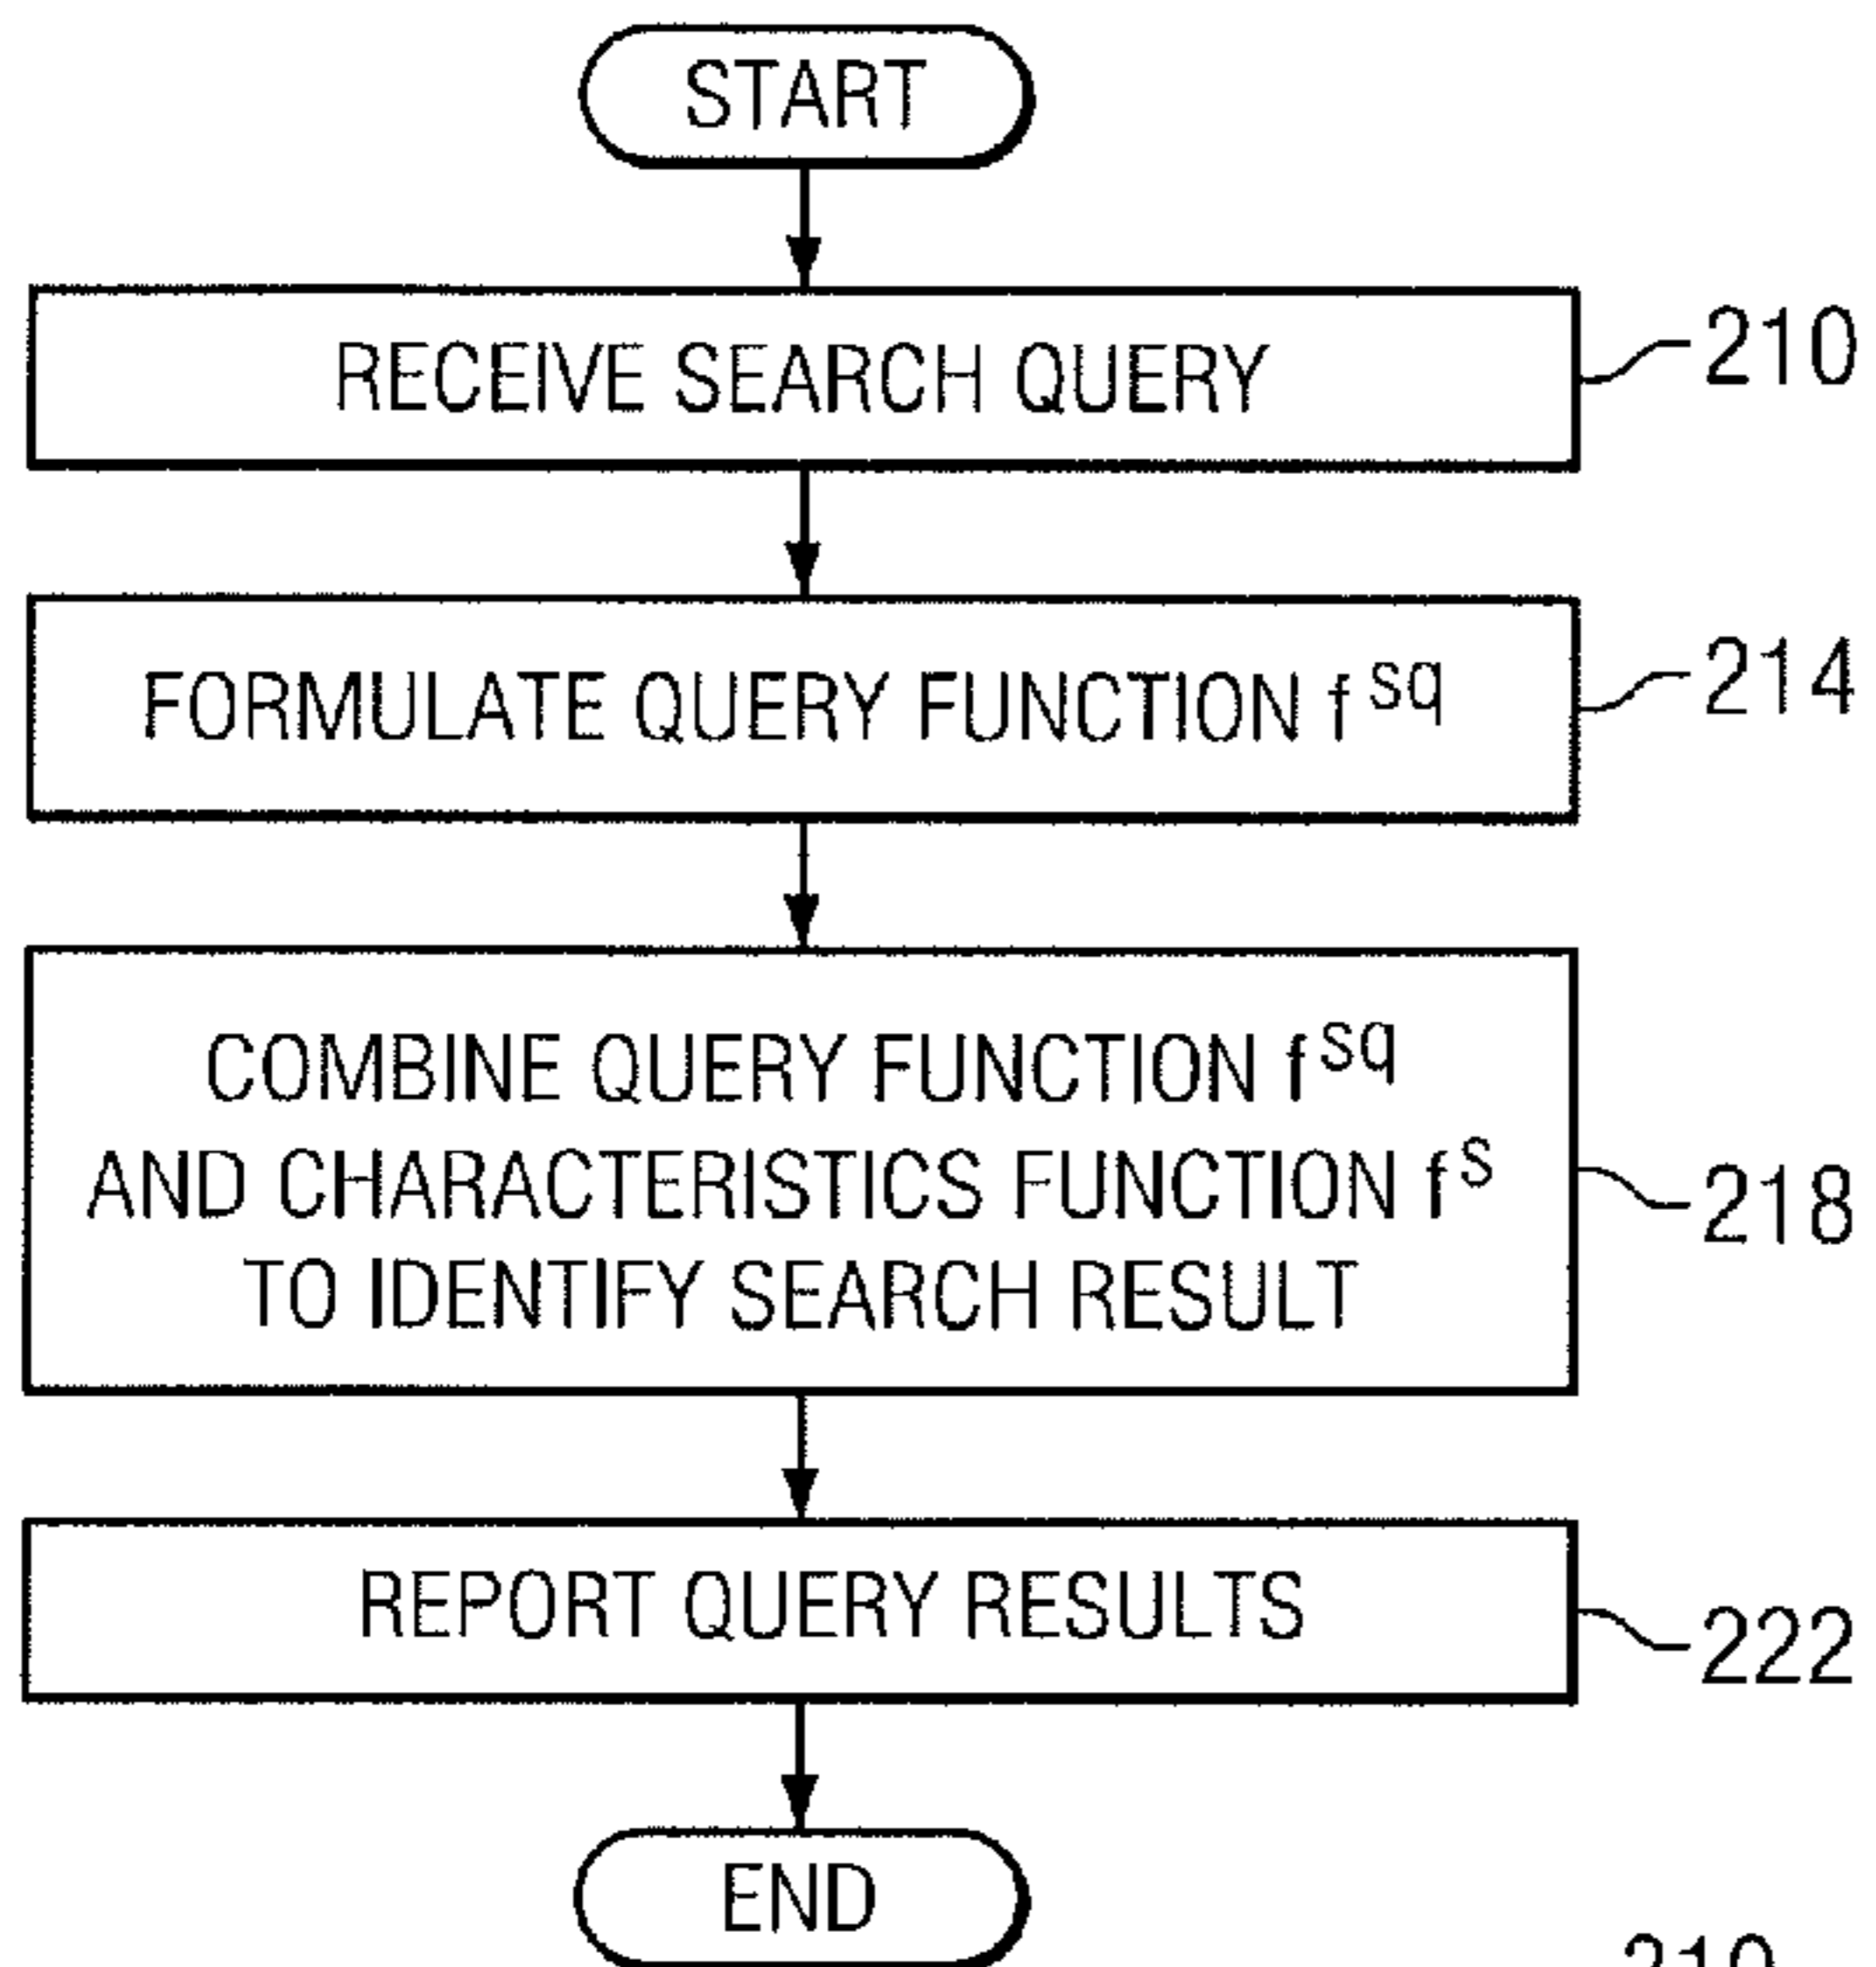 START
RECEIVE SEARCH QUERY
210
FORMULATE QUERY FUNCTION f^sq
214
COMBINE QUERY FUNCTION f^sq
AND CHARACTERISTICS FUNCTION f^s
TO IDENTIFY SEARCH RESULT
218
REPORT QUERY RESULTS
222
END